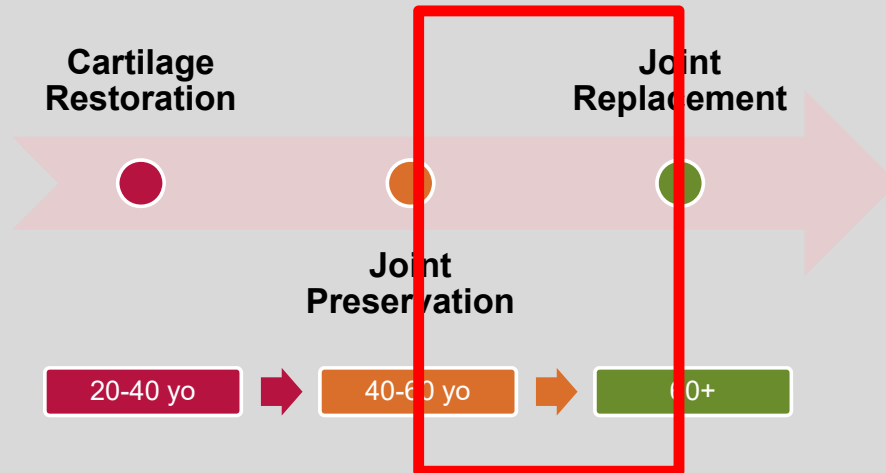 Cartilage
Restoration
Joint
Replacement
Joint
Preservation
20-40 yo
40-60 yo
60+